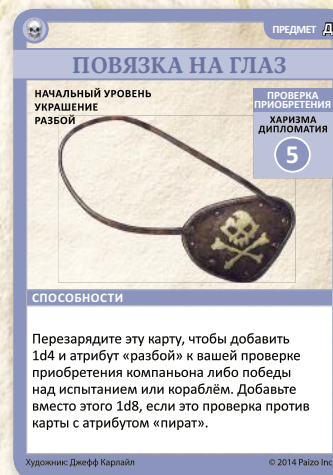 ПРЕДМЕТ
ПОВЯЗКА НА ГЛАЗ
НАЧАЛЬНЫЙ УРОВЕНЬ
УКРАШЕНИЕ
РАЗБОЙ
ПРОВЕРКА
ПРИОБРЕТЕНИЯ
ХАРИЗМА
ДИПЛОМАТИЯ
5
СПОСОБНОСТИ
Перезарядите эту карту, чтобы добавить
1d4 и атрибут «разбой» к вашей проверке
приобретения компаньона либо победы
над испытанием или кораблём. Добавьте
вместо этого 1d8, если это проверка против
карты с атрибутом «пират».
Художник: Джефф Карлайл © 2014 Paizo Inc